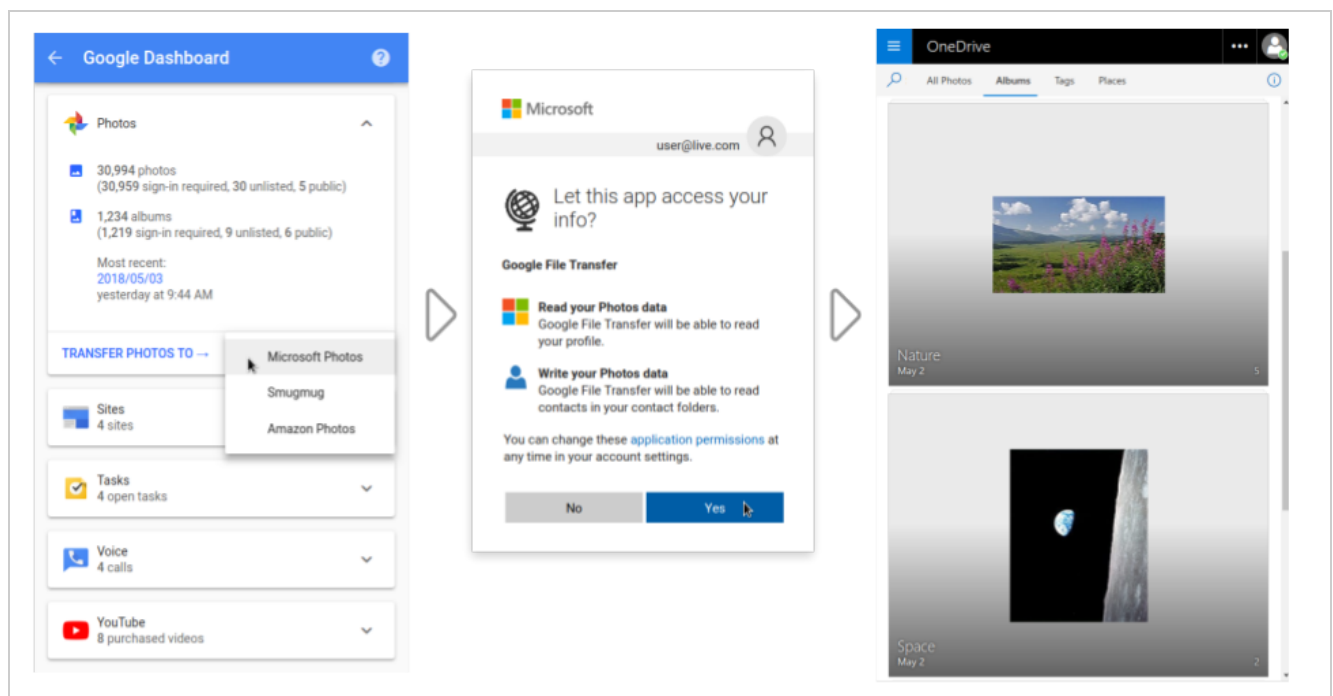 Google Dashboard
Photos
30,994 photos
(30,959 sign-in required, 30 unlisted, 5 public)
1,234 albums
(1,219 sign-in required, 9 unlisted, 6 public)
Most recent:
2018/05/03
yesterday at 9:44 AM
TRANSFER PHOTOS TO →
Microsoft Photos
Smugmug
Amazon Photos
Sites
4 sites
Tasks
4 open tasks
Voice
4 calls
YouTube
8 purchased videos
Microsoft
user@live.com
Let this app access your
info?
Google File Transfer
Read your Photos data
Google File Transfer will be able to read
your profile.
Write your Photos data
Google File Transfer will be able to read
contacts in your contact folders.
You can change these application permissions at
any time in your account settings.
No
Yes
OneDrive
All Photos Albums Tags Places
Nature
May 2 5
Space
May 2 2